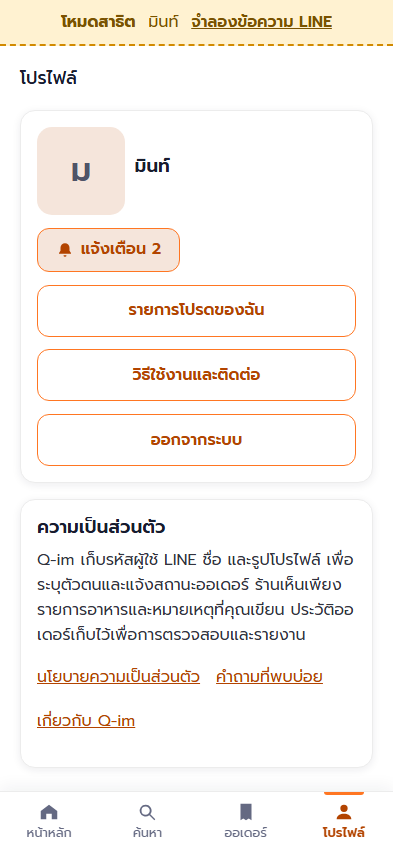 โหมดสาธิต มินท์ จำลองข้อความ LINE
โปรไฟล์
ม
มินท์
แจ้งเตือน 2
รายการโปรดของฉัน
วิธีใช้งานและติดต่อ
ออกจากระบบ
ความเป็นส่วนตัว
Q-im เก็บรหัสผู้ใช้ LINE ชื่อ และรูปโปรไฟล์ เพื่อ
ระบุตัวตนและแจ้งสถานะออเดอร์ ร้านเห็นเพียง
รายการอาหารและหมายเหตุที่คุณเขียน ประวัติออ
เดอร์เก็บไว้เพื่อการตรวจสอบและรายงาน
นโยบายความเป็นส่วนตัว คำถามที่พบบ่อย
เกี่ยวกับ Q-im
หน้าหลัก ค้นหา ออเดอร์ โปรไฟล์